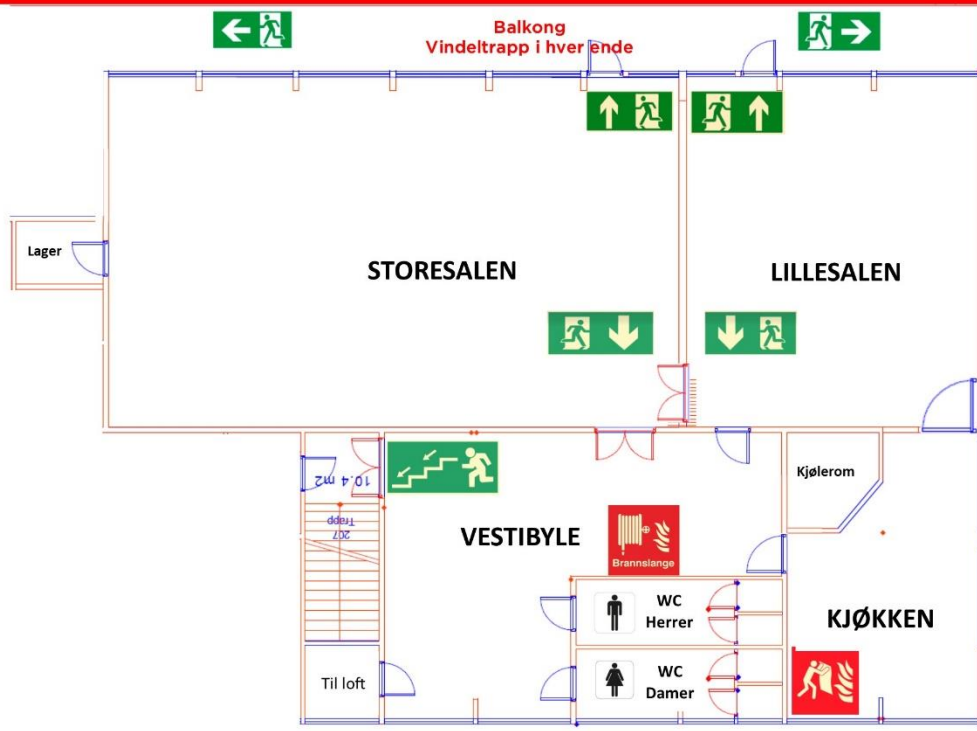 Balkong
Vindeltrapp i hver ende
Lager
STORESALEN
LILLESALEN
10.4 m2
Trapp
207
Kjølerom
VESTIBYLE
Brannslange
WC
Herrer
KJØKKEN
WC
Damer
Til loft